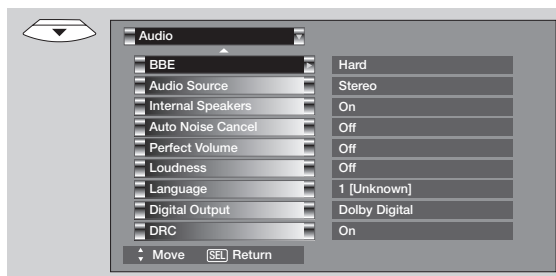 Audio
BBE Hard
Audio Source Stereo
Internal Speakers On
Auto Noise Cancel Off
Perfect Volume Off
Loudness Off
Language 1 [Unknown]
Digital Output Dolby Digital
DRC On
Move SEL Return